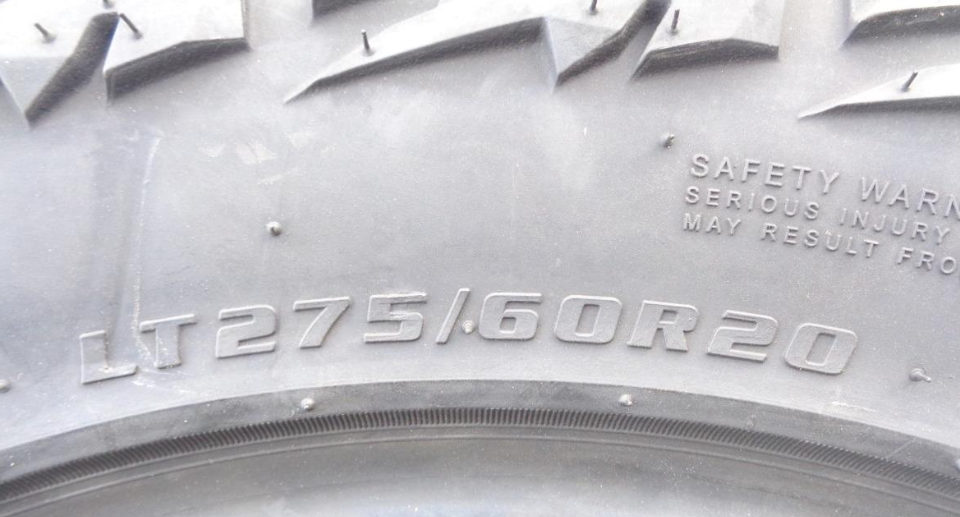 SAFETY WARN
SERIOUS INJURY
MAY RESULT FRO
LT275/60R20